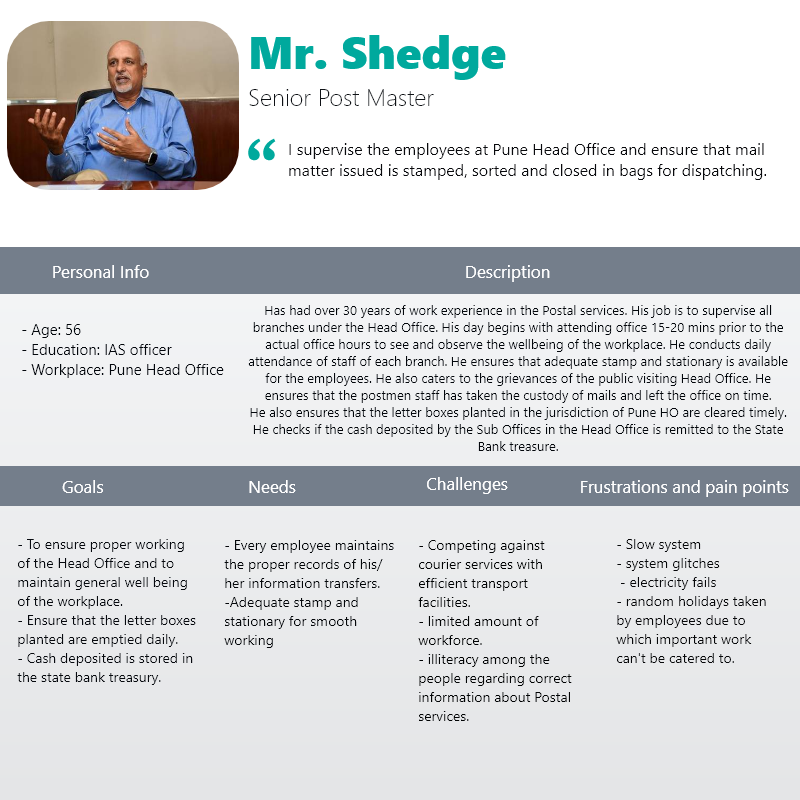 Mr. Shedge
Senior Post Master
“ I supervise the employees at Pune Head Office and ensure that mail
matter issued is stamped, sorted and closed in bags for dispatching.
Personal Info
- Age: 56
- Education: IAS officer
- Workplace: Pune Head Office
Description
Has had over 30 years of work experience in the Postal services. His job is to supervise all
branches under the Head Office. His day begins with attending office 15-20 mins prior to the
actual office hours to see and observe the wellbeing of the workplace. He conducts daily
attendance of staff of each branch. He ensures that adequate stamp and stationary is available
for the employees. He also caters to the grievances of the public visiting Head Office. He
ensures that the postmen staff has taken the custody of mails and left the office on time.
He also ensures that the letter boxes planted in the jurisdiction of Pune HO are cleared timely.
He checks if the cash deposited by the Sub Offices in the Head Office is remitted to the State
Bank treasure.
Goals
- To ensure proper working
of the Head Office and to
maintain general well being
of the workplace.
- Ensure that the letter boxes
planted are emptied daily.
- Cash deposited is stored in
the state bank treasury.
Needs
- Every employee maintains
the proper records of his/
her information transfers.
-Adequate stamp and
stationary for smooth
working
Challenges
- Competing against
courier services with
efficient transport
facilities.
- limited amount of
workforce.
- illiteracy among the
people regarding correct
information about Postal
services.
Frustrations and pain points
- Slow system
- system glitches
- electricity fails
- random holidays taken
by employees due to
which important work
can't be catered to.